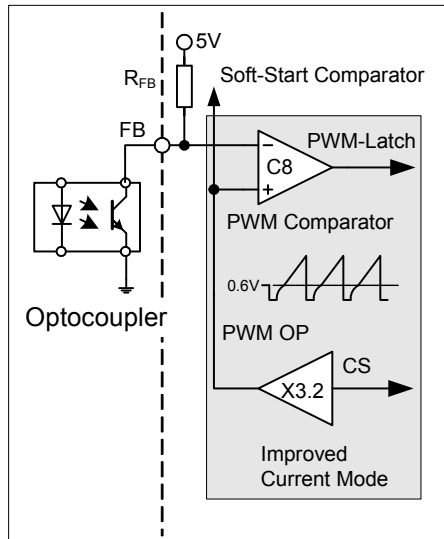 5V
RFB
Soft-Start Comparator
FB
PWM-Latch
C8
PWM Comparator
0.6V
Optocoupler
PWM OP
CS
X3.2
Improved
Current Mode